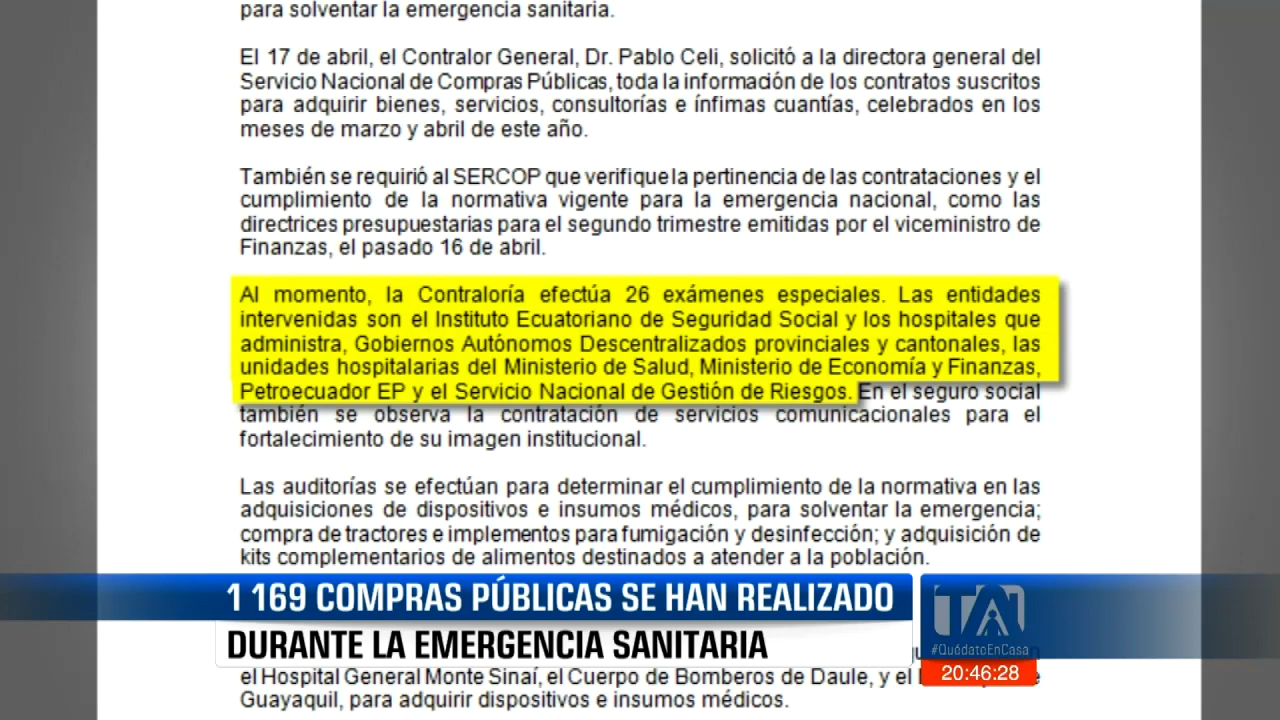 para solventar la emergencia sanitaria.
El 17 de abril, el Contralor General, Dr. Pablo Celi, solicitó a la directora general del
Servicio Nacional de Compras Públicas, toda la información de los contratos suscritos
para adquirir bienes, servicios, consultorías e ínfimas cuantías, celebrados en los
meses de marzo y abril de este año.
También se requirió al SERCOP que verifique la pertinencia de las contrataciones y el
cumplimiento de la normativa vigente para la emergencia nacional, como las
directrices presupuestarias para el segundo trimestre emitidas por el viceministro de
Finanzas, el pasado 16 de abril.
Al momento, la Contraloría efectúa 26 exámenes especiales. Las entidades
intervenidas son el Instituto Ecuatoriano de Seguridad Social y los hospitales que
administra, Gobiernos Autónomos Descentralizados provinciales y cantonales, las
unidades hospitalarias del Ministerio de Salud, Ministerio de Economía y Finanzas,
Petroecuador EP y el Servicio Nacional de Gestión de Riesgos. En el seguro social
también se observa la contratación de servicios comunicacionales para el
fortalecimiento de su imagen institucional.
Las auditorías se efectúan para determinar el cumplimiento de la normativa en las
adquisiciones de dispositivos e insumos médicos, para solventar la emergencia;
compra de tractores e implementos para fumigación y desinfección; y adquisición de
kits complementarios de alimentos destinados a atender a la población.
1 169 COMPRAS PÚBLICAS SE HAN REALIZADO
DURANTE LA EMERGENCIA SANITARIA
TA
#QuédateEnCasa
20:46:28
el Hospital General Monte Sinaí, el Cuerpo de Bomberos de Daule, y el
Guayaquil, para adquirir dispositivos e insumos médicos.